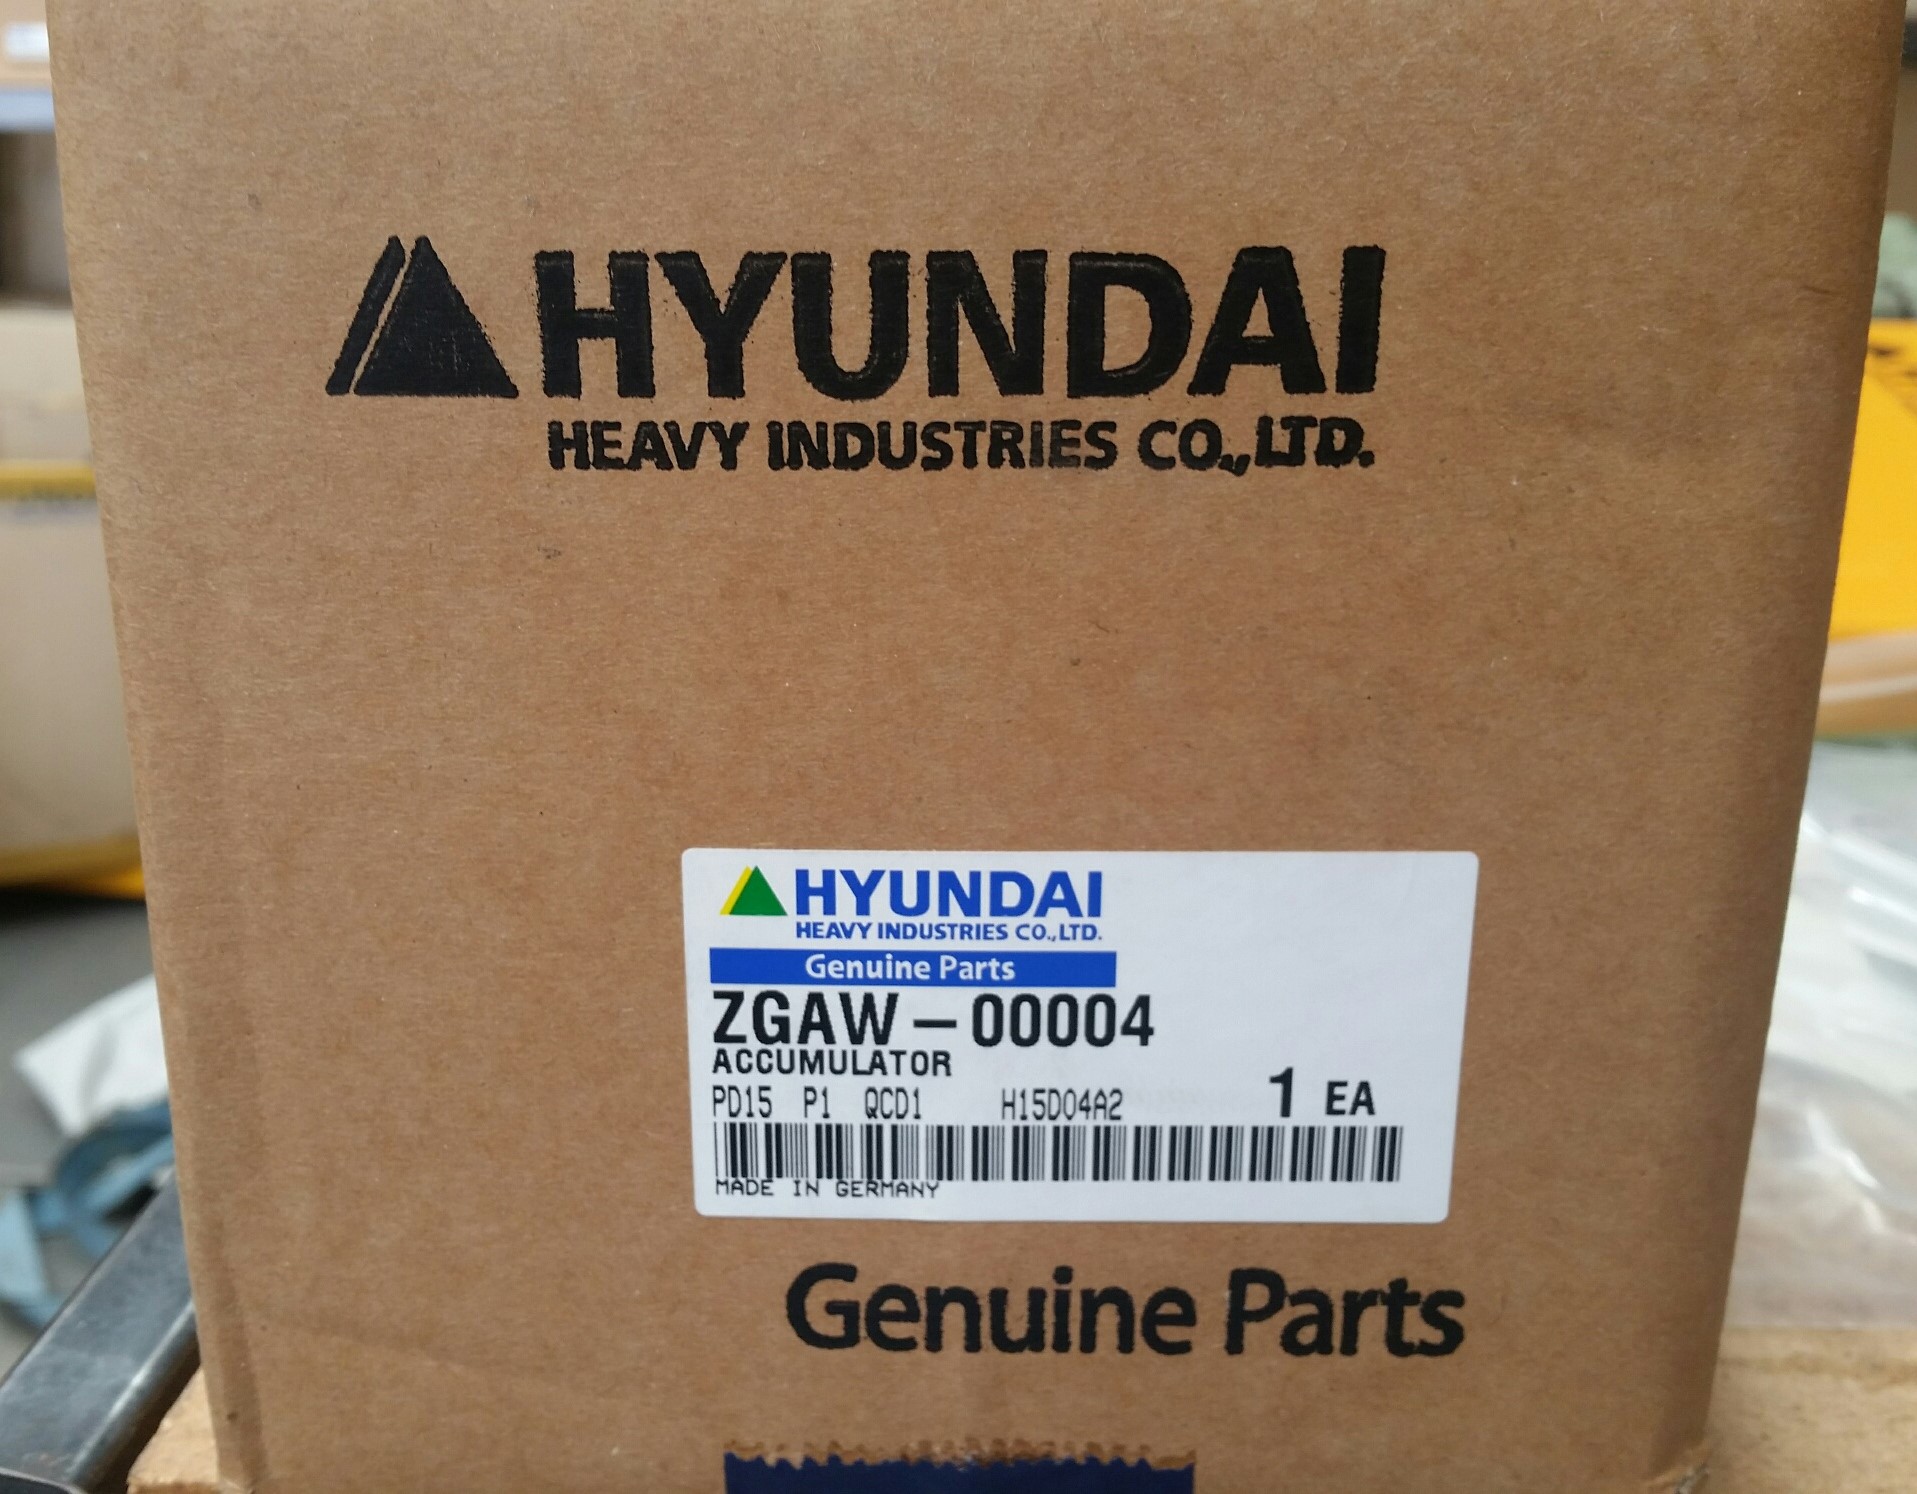 HYUNDAI
HEAVY INDUSTRIES CO.,LTD.
HYUNDAI
HEAVY INDUSTRIES CO.,LTD.
Genuine Parts
ZGAW-00004
ACCUMULATOR
PD15 P1 QCD1 H15D04A2 1 EA
MADE IN GERMANY
Genuine Parts